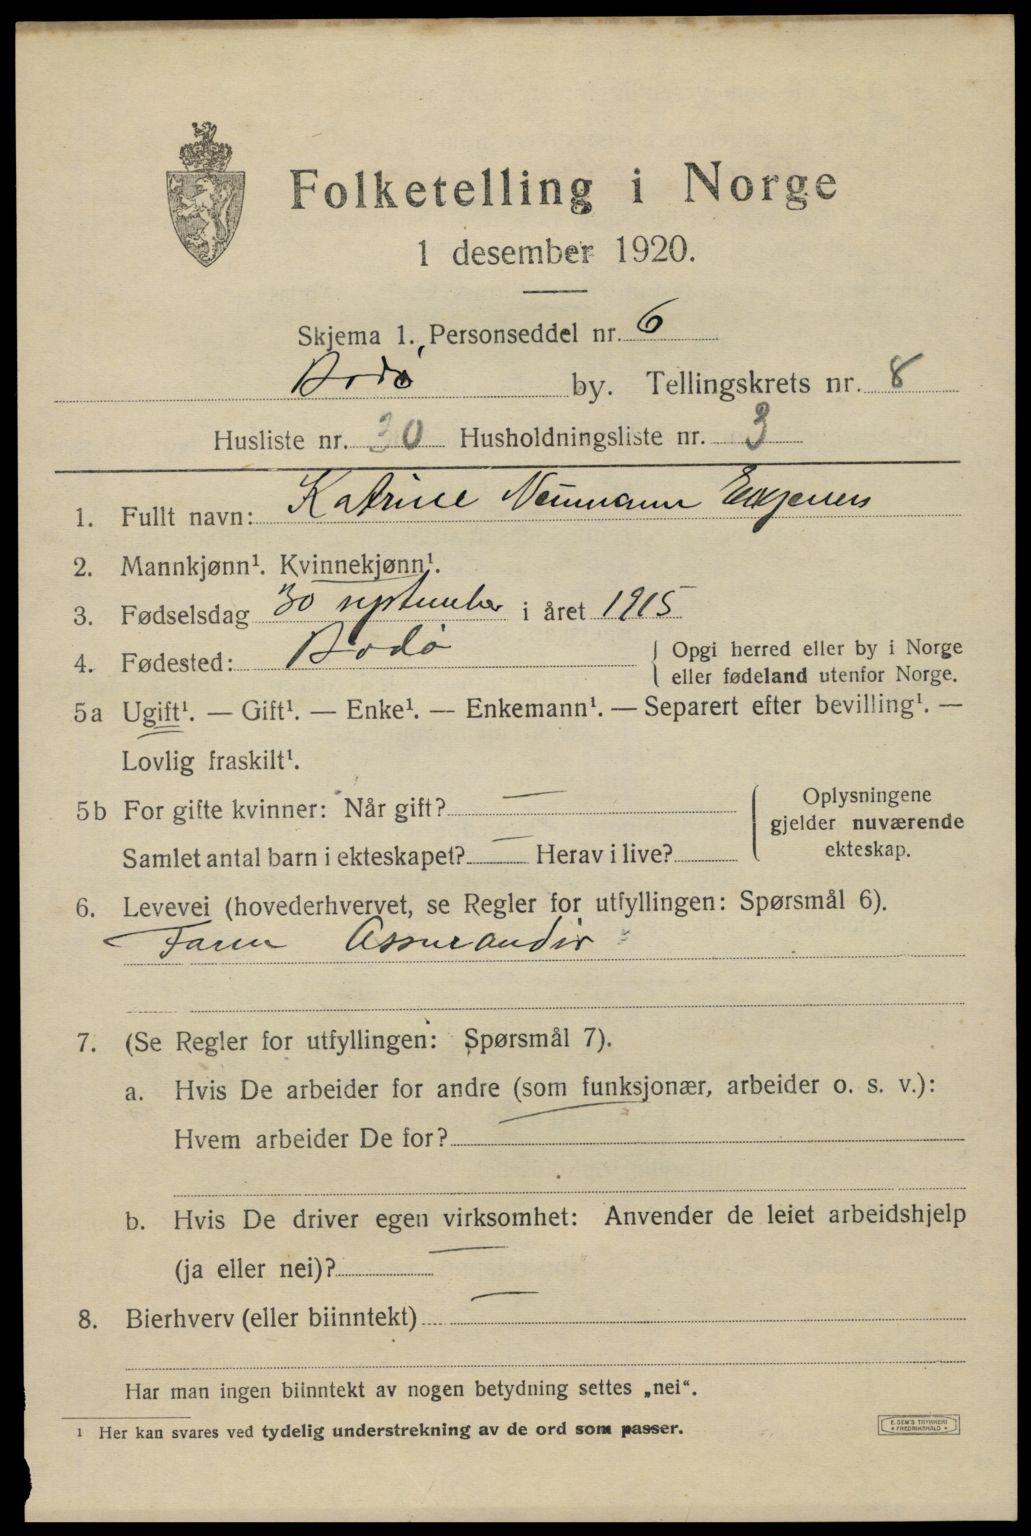 Folketelling i Norge
1 desember 1920.
Skjema 1. Personseddel nr. 6
Bodø by. Tellingskrets nr. 8
Husliste nr. 30 Husholdningsliste nr. 3
1. Fullt navn: Katrine Neumann
2. Mannkjønn¹. Kvinnekjønn¹.
3. Fødselsdag 30 september i året 1915
4. Fødested: Bodø
Opgi herred eller by i Norge
eller fødeland utenfor Norge.
5a Ugift¹. — Gift¹. — Enke¹. — Enkemann¹. — Separert efter bevilling¹. —
Lovlig fraskilt¹.
5b For gifte kvinner: Når gift? —
Samlet antal barn i ekteskapet? — Herav i live?
Oplysningene
gjelder nuværende
ekteskap.
6. Levevei (hovederhvervet, se Regler for utfyllingen: Spørsmål 6).
Faren Assurandør
7. (Se Regler for utfyllingen: Spørsmål 7).
a. Hvis De arbeider for andre (som funksjonær, arbeider o. s. v.):
Hvem arbeider De for? —
b. Hvis De driver egen virksomhet: Anvender de leiet arbeidshjelp
(ja eller nei)? —
8. Bierhverv (eller biinntekt) —
Har man ingen biinntekt av nogen betydning settes „nei“.
¹ Her kan svares ved tydelig understrekning av de ord som passer.
E. SEM'S TRYKKERI
FREDRIKSHALD